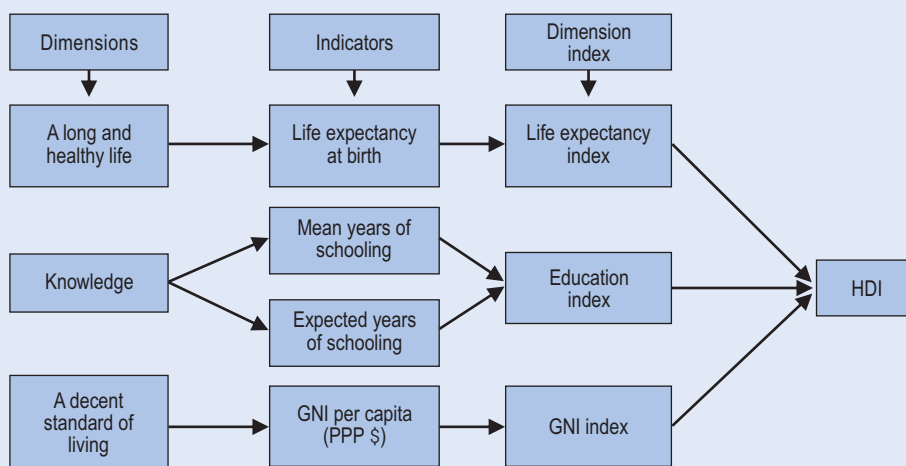 Dimensions
Indicators
Dimension
index
A long and
healthy life
Life expectancy
at birth
Life expectancy
index
Knowledge
Mean years of
schooling
Expected years
of schooling
Education
index
HDI
A decent
standard of
living
GNI per capita
(PPP $)
GNI index